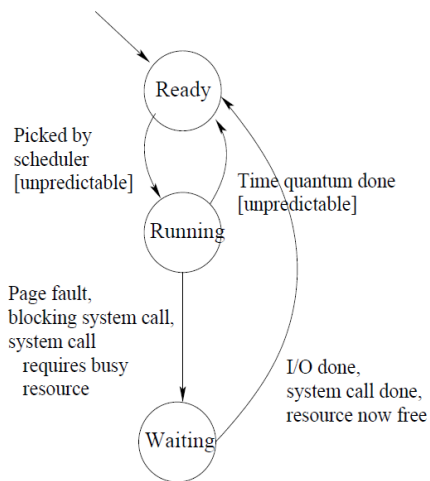 Ready
Picked by
scheduler
[unpredictable]
Time quantum done
[unpredictable]
Running
Page fault,
blocking system call,
system call
requires busy
resource
I/O done,
system call done,
resource now free
Waiting